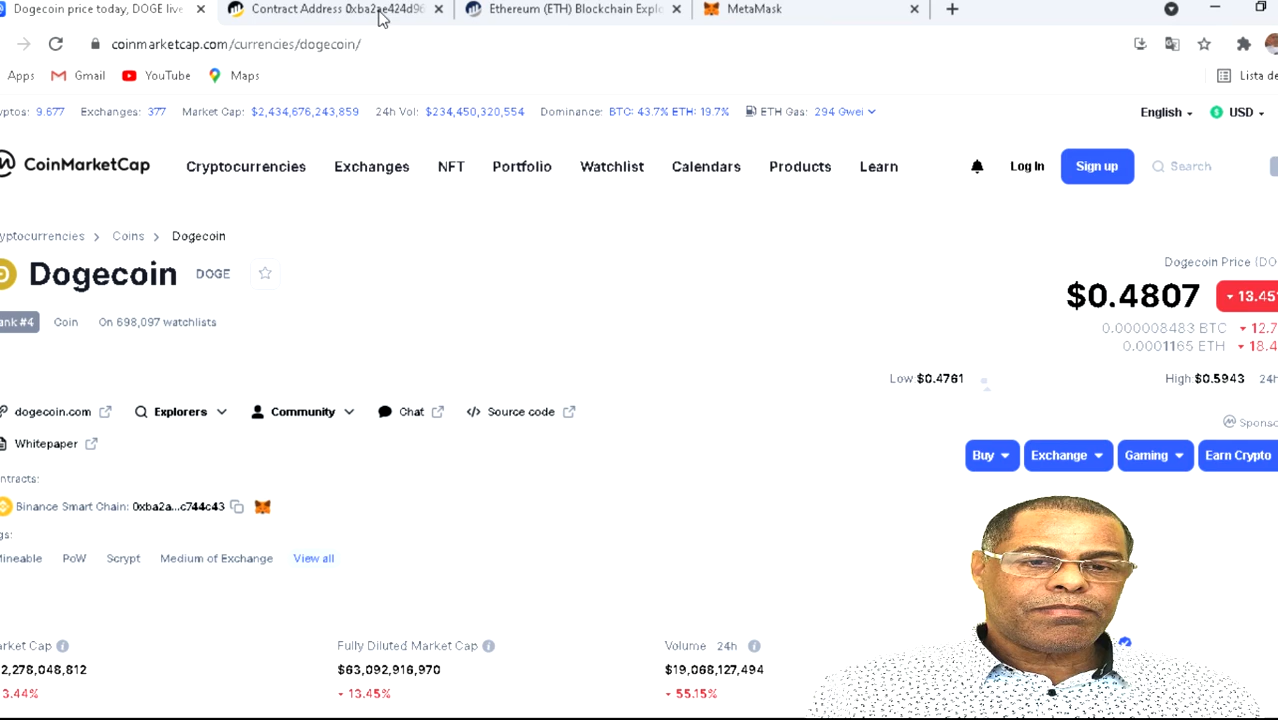 Dogecoin price today, DOGE live
Contract Address 0xba2ae424d96
Ethereum (ETH) Blockchain Explo
MetaMask
coinmarketcap.com/currencies/dogecoin/
Apps Gmail YouTube Maps Lista de
yptos: 9.677 Exchanges: 377 Market Cap: $2,434,676,243,859 24h Vol: $234,450,320,554 Dominance: BTC: 43.7% ETH: 19.7% ETH Gas: 294 Gwei English USD
CoinMarketCap Cryptocurrencies Exchanges NFT Portfolio Watchlist Calendars Products Learn Log In Sign up Search
yptocurrencies > Coins > Dogecoin
Dogecoin DOGE
Dogecoin Price (DO
$0.4807 13.45
ank #4 Coin On 698,097 watchlists
0.000008483 BTC 12.7
0.0001165 ETH 18.4
Low:$0.4761 High:$0.5943 24h
dogecoin.com Explorers Community Chat Source code
Sponso
Whitepaper
Buy Exchange Gaming Earn Crypto
ontracts:
Binance Smart Chain: 0xba2a...c744c43
gs:
Mineable PoW Scrypt Medium of Exchange View all
arket Cap Fully Diluted Market Cap Volume 24h
2,278,048,812 $63,092,916,970 $19,068,127,494
3.44% 13.45% 55.15%